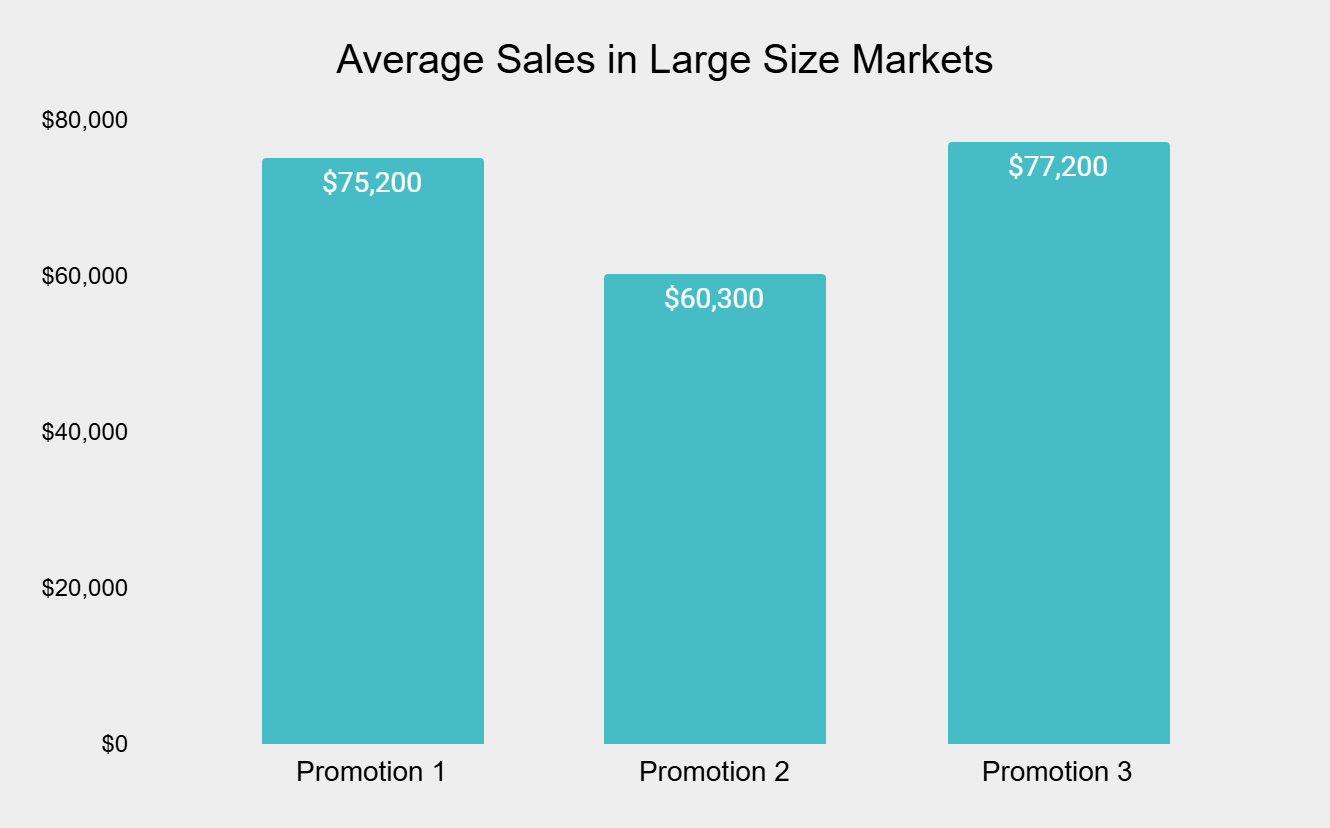 Average Sales in Large Size Markets
$80,000
$75,200
$77,200
$60,000
$60,300
$40,000
$20,000
$0
Promotion 1
Promotion 2
Promotion 3